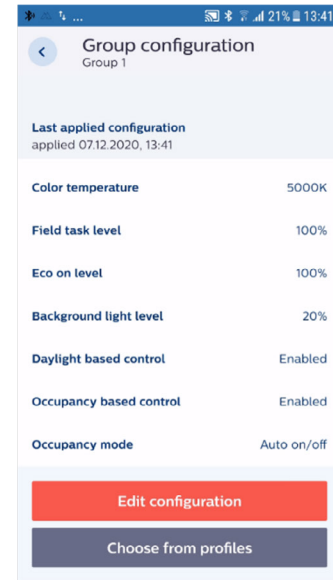 ... 21% 13:41
Group configuration
Group 1
Last applied configuration
applied 07.12.2020, 13:41
Color temperature 5000K
Field task level 100%
Eco on level 100%
Background light level 20%
Daylight based control Enabled
Occupancy based control Enabled
Occupancy mode Auto on/off
Edit configuration
Choose from profiles